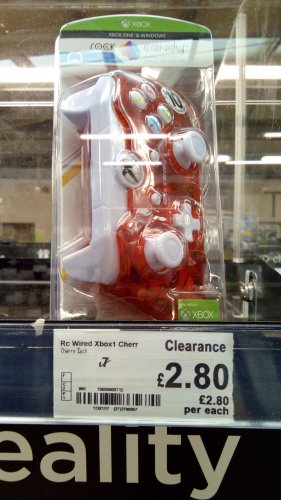 XBOX
XBOX ONE & WINDOWS
rock candy
XBOX
Rc Wired Xbox1 Cherr
Clearance
Each
£2.80
£2.80
per each
eality